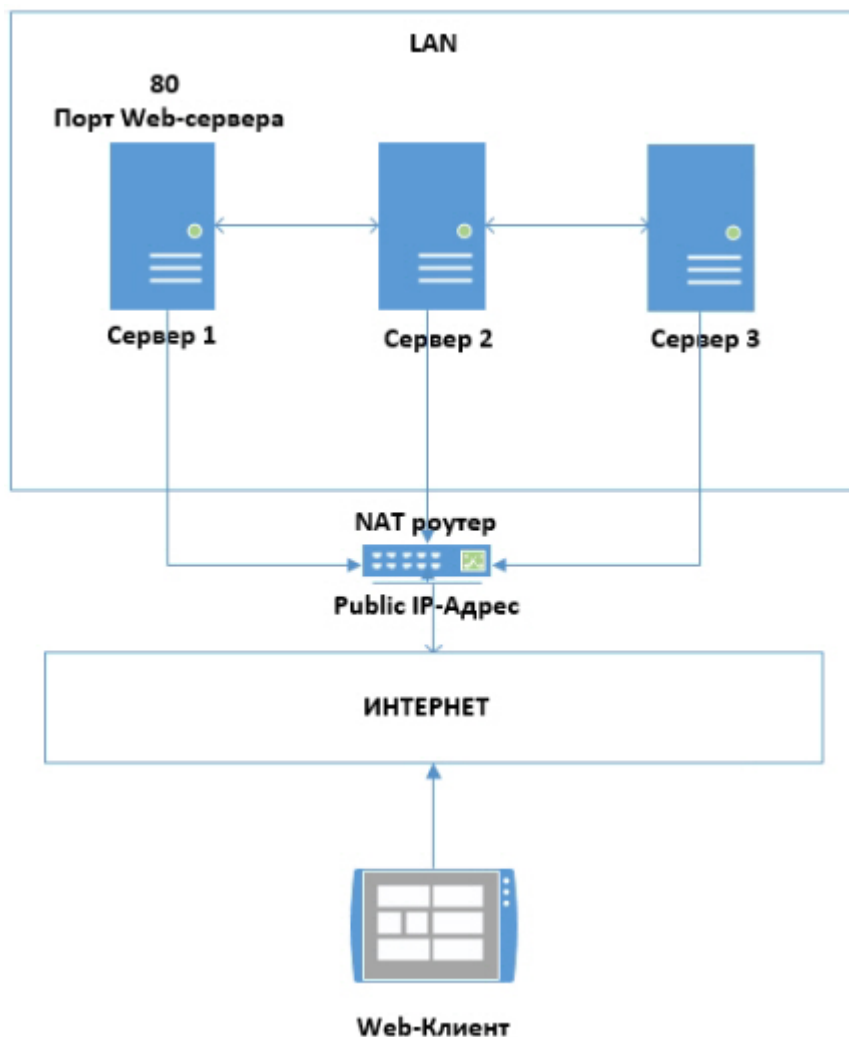 LAN
80
Порт Web-сервера
Сервер 1
Сервер 2
Сервер 3
NAT роутер
Public IP-Адрес
ИНТЕРНЕТ
Web-Клиент